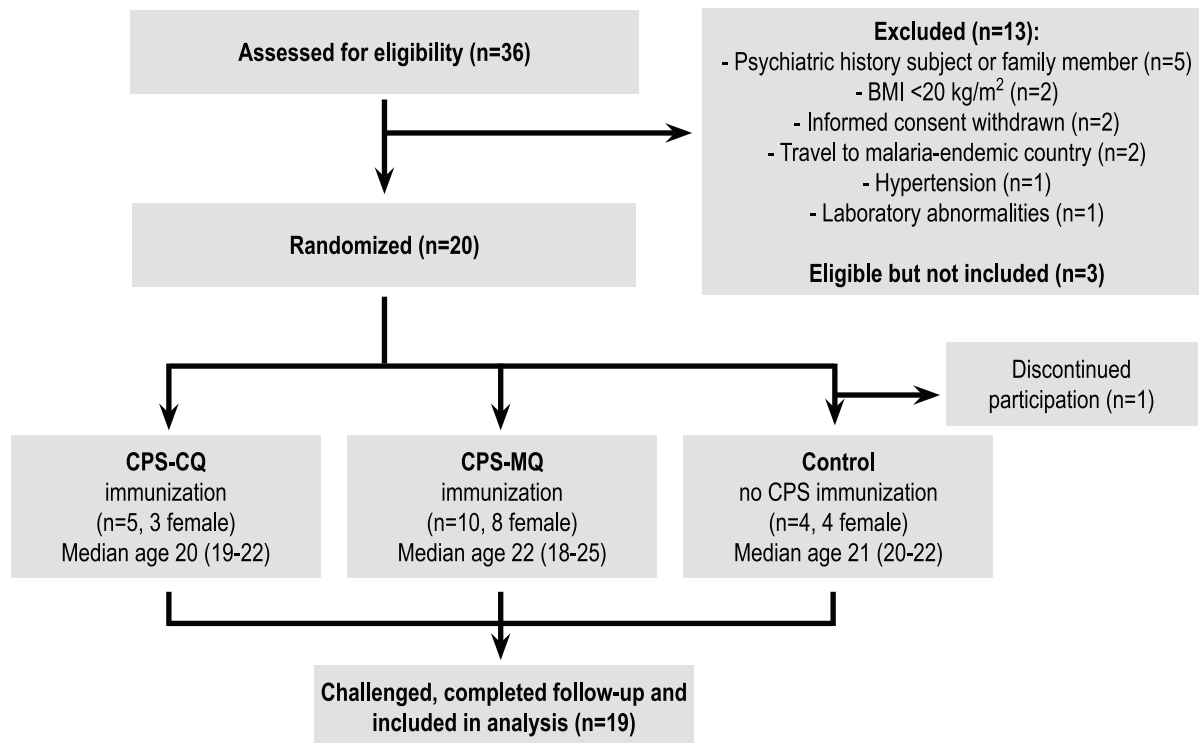 Assessed for eligibility (n=36)
Excluded (n=13):
- Psychiatric history subject or family member (n=5)
- BMI <20 kg/m² (n=2)
- Informed consent withdrawn (n=2)
- Travel to malaria-endemic country (n=2)
- Hypertension (n=1)
- Laboratory abnormalities (n=1)
Eligible but not included (n=3)
Randomized (n=20)
Discontinued
participation (n=1)
CPS-CQ
immunization
(n=5, 3 female)
Median age 20 (19-22)
CPS-MQ
immunization
(n=10, 8 female)
Median age 22 (18-25)
Control
no CPS immunization
(n=4, 4 female)
Median age 21 (20-22)
Challenged, completed follow-up and
included in analysis (n=19)